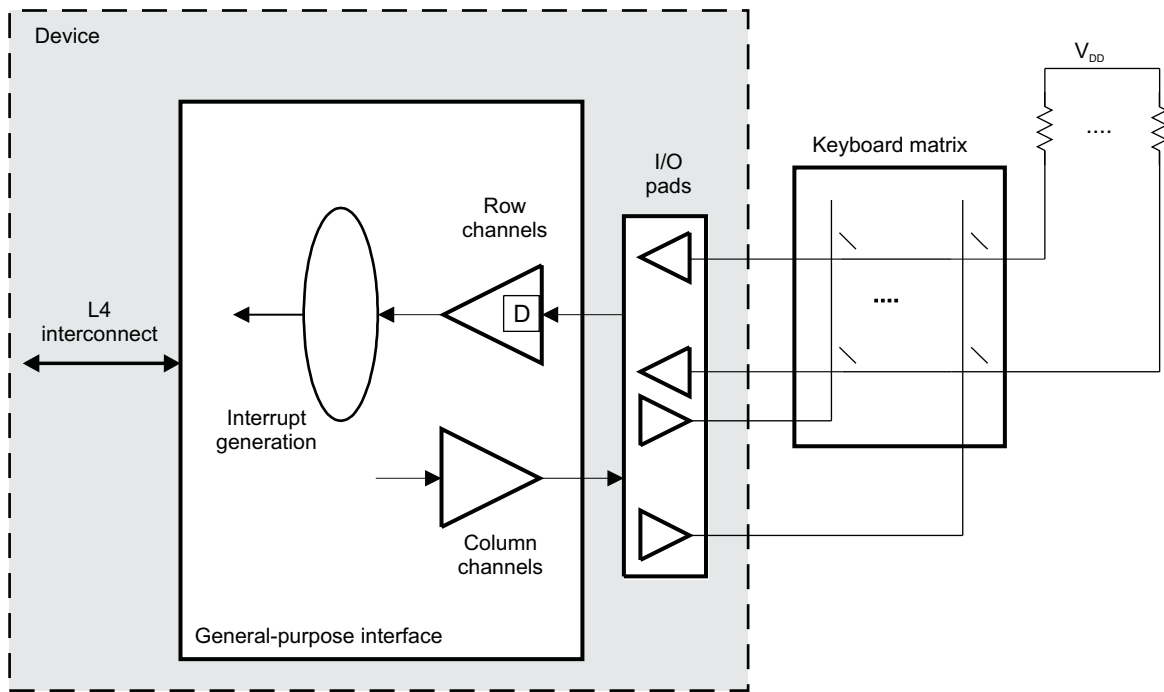 Device
V_DD
....
Keyboard matrix
I/O
pads
Row
channels
D
....
L4
interconnect
Interrupt
generation
Column
channels
General-purpose interface